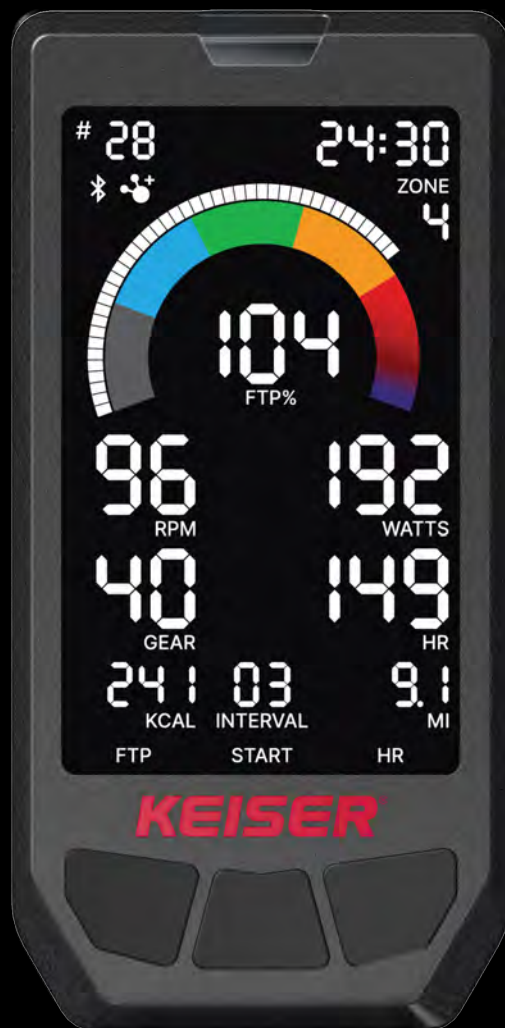 # 28 24:30
ZONE
4
104
FTP%
96 192
RPM WATTS
40 149
GEAR HR
241 03 9.1
KCAL INTERVAL MI
FTP START HR
KEISER